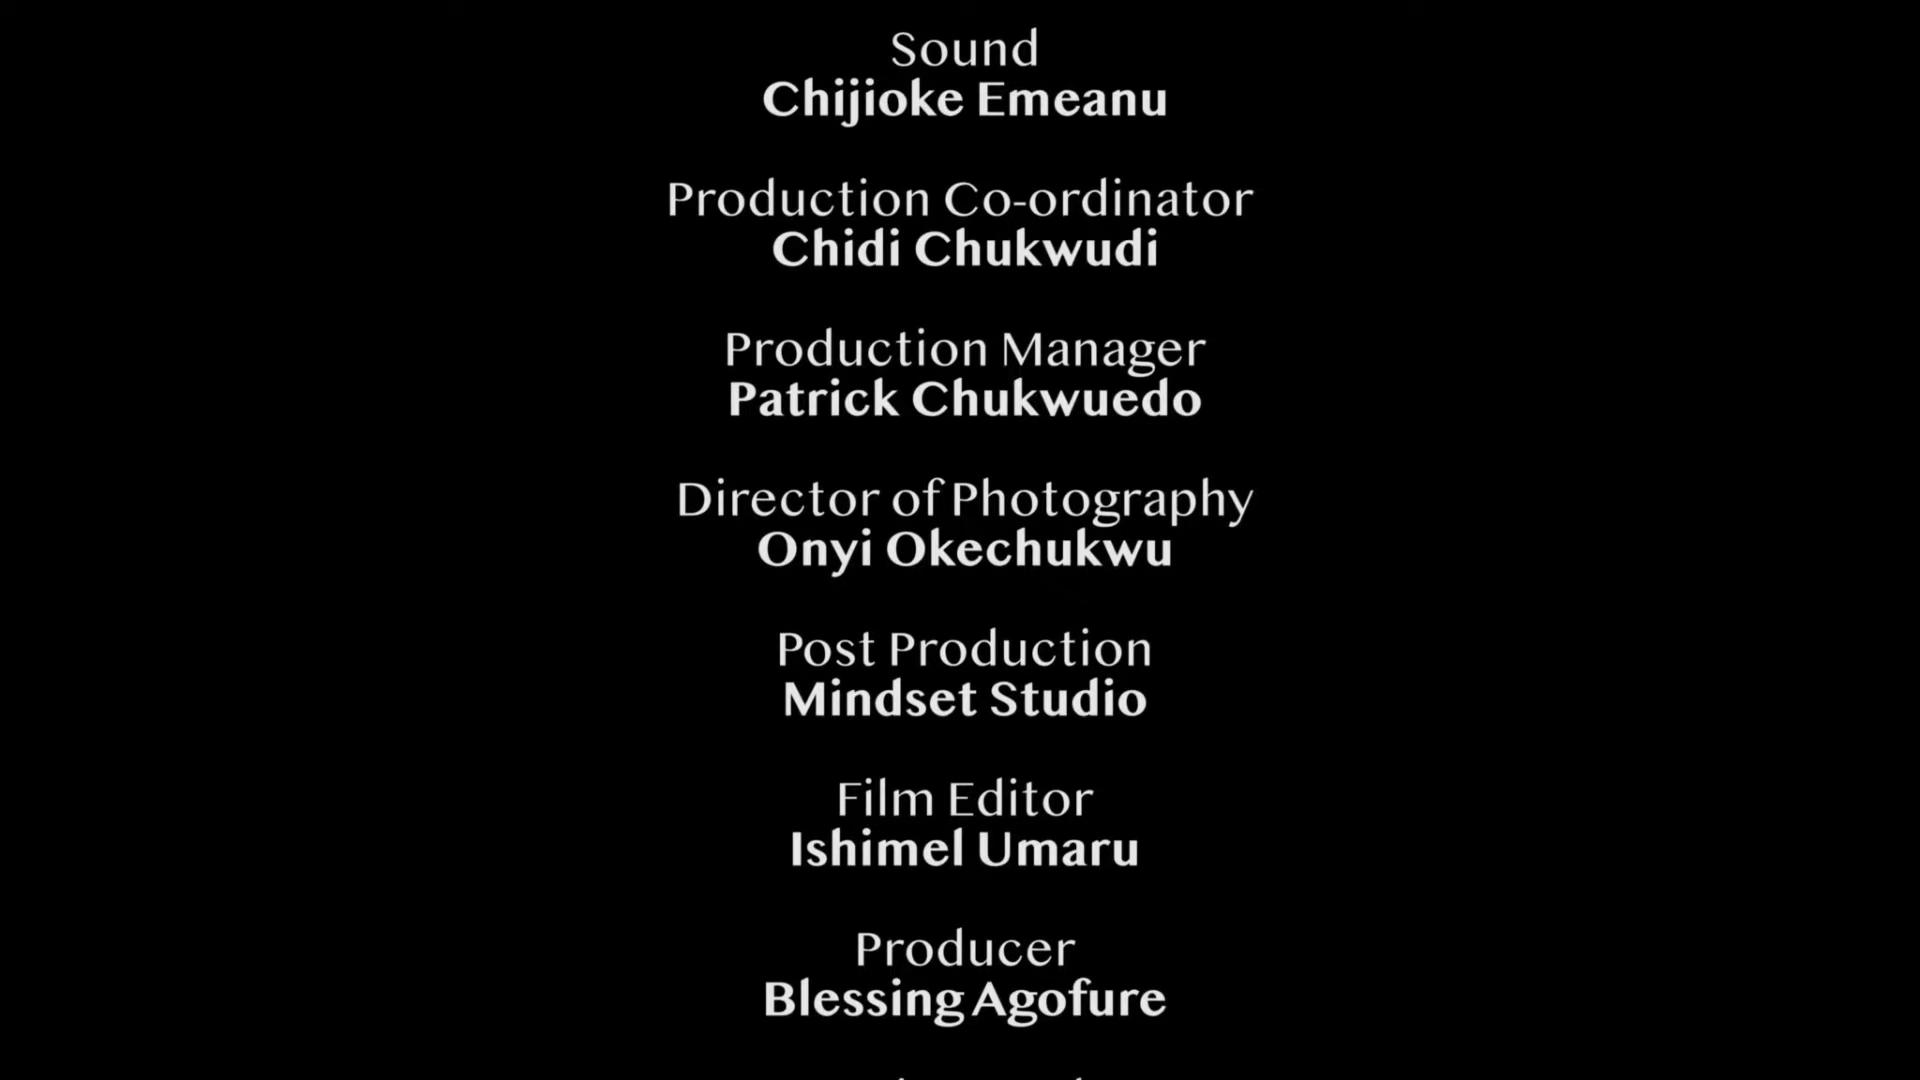 Sound
Chijioke Emeanu
Production Co-ordinator
Chidi Chukwudi
Production Manager
Patrick Chukwuedo
Director of Photography
Onyi Okechukwu
Post Production
Mindset Studio
Film Editor
Ishimel Umaru
Producer
Blessing Agofure